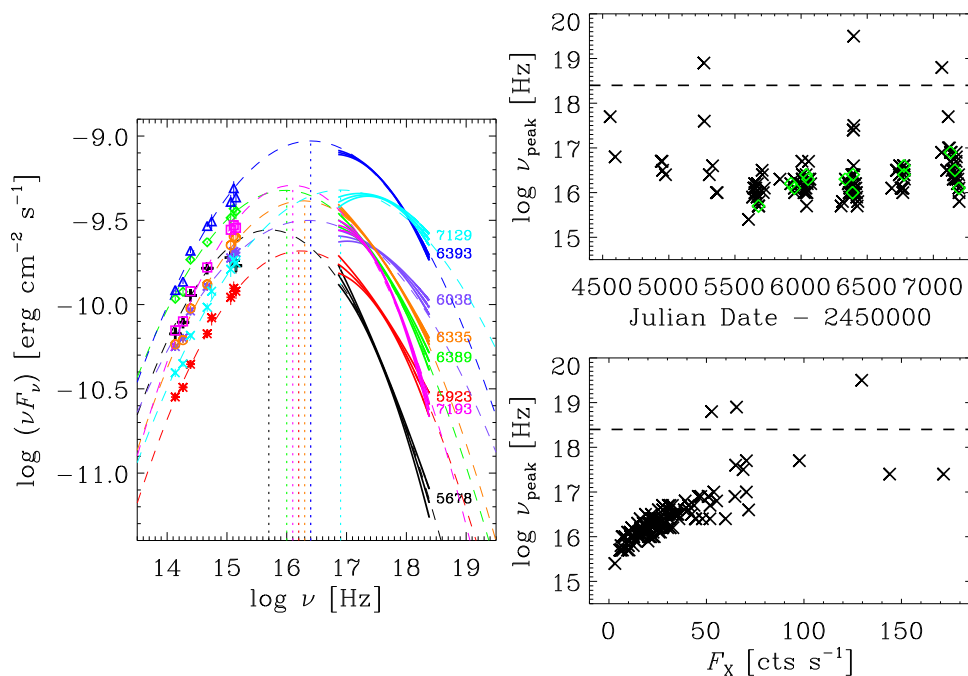 log (νFν) [erg cm−2 s−1]
−9.0
−9.5
−10.0
−10.5
−11.0
14 15 16 17 18 19
log ν [Hz]
7129
6393
6038
6335
6389
5923
7193
5678
log νpeak [Hz]
20
19
18
17
16
15
4500 5000 5500 6000 6500 7000
Julian Date − 2450000
log νpeak [Hz]
20
19
18
17
16
15
0 50 100 150
FX [cts s−1]